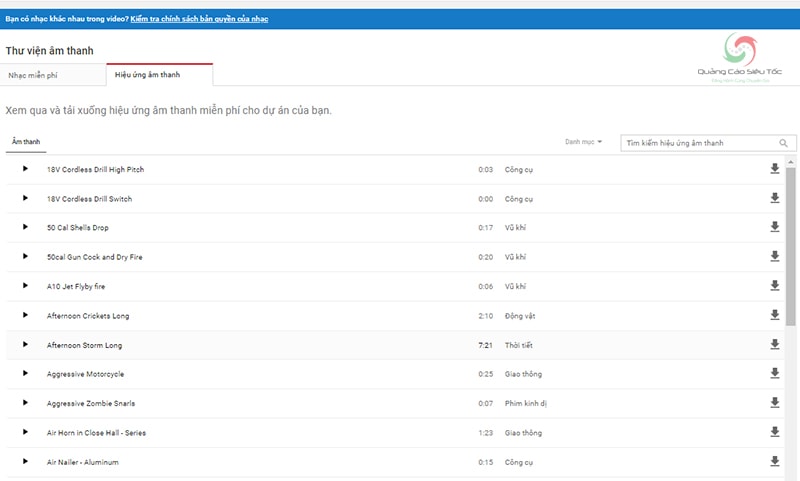 Bạn có nhạc khác nhau trong video? Kiểm tra chính sách bản quyền của nhạc
Thư viện âm thanh
Quảng Cáo Siêu Tốc
Nhạc miễn phí Hiệu ứng âm thanh
Xem qua và tải xuống hiệu ứng âm thanh miễn phí cho dự án của bạn.
Âm thanh Danh mục Tìm kiếm hiệu ứng âm thanh
18V Cordless Drill High Pitch 0:03 Công cụ
18V Cordless Drill Switch 0:00 Công cụ
50 Cal Shells Drop 0:17 Vũ khí
50cal Gun Cock and Dry Fire 0:20 Vũ khí
A10 Jet Flyby fire 0:06 Vũ khí
Afternoon Crickets Long 2:10 Động vật
Afternoon Storm Long 7:21 Thời tiết
Aggressive Motorcycle 0:25 Giao thông
Aggressive Zombie Snarls 0:07 Phim kinh dị
Air Horn in Close Hall - Series 1:23 Giao thông
Air Nailer - Aluminum 0:15 Công cụ